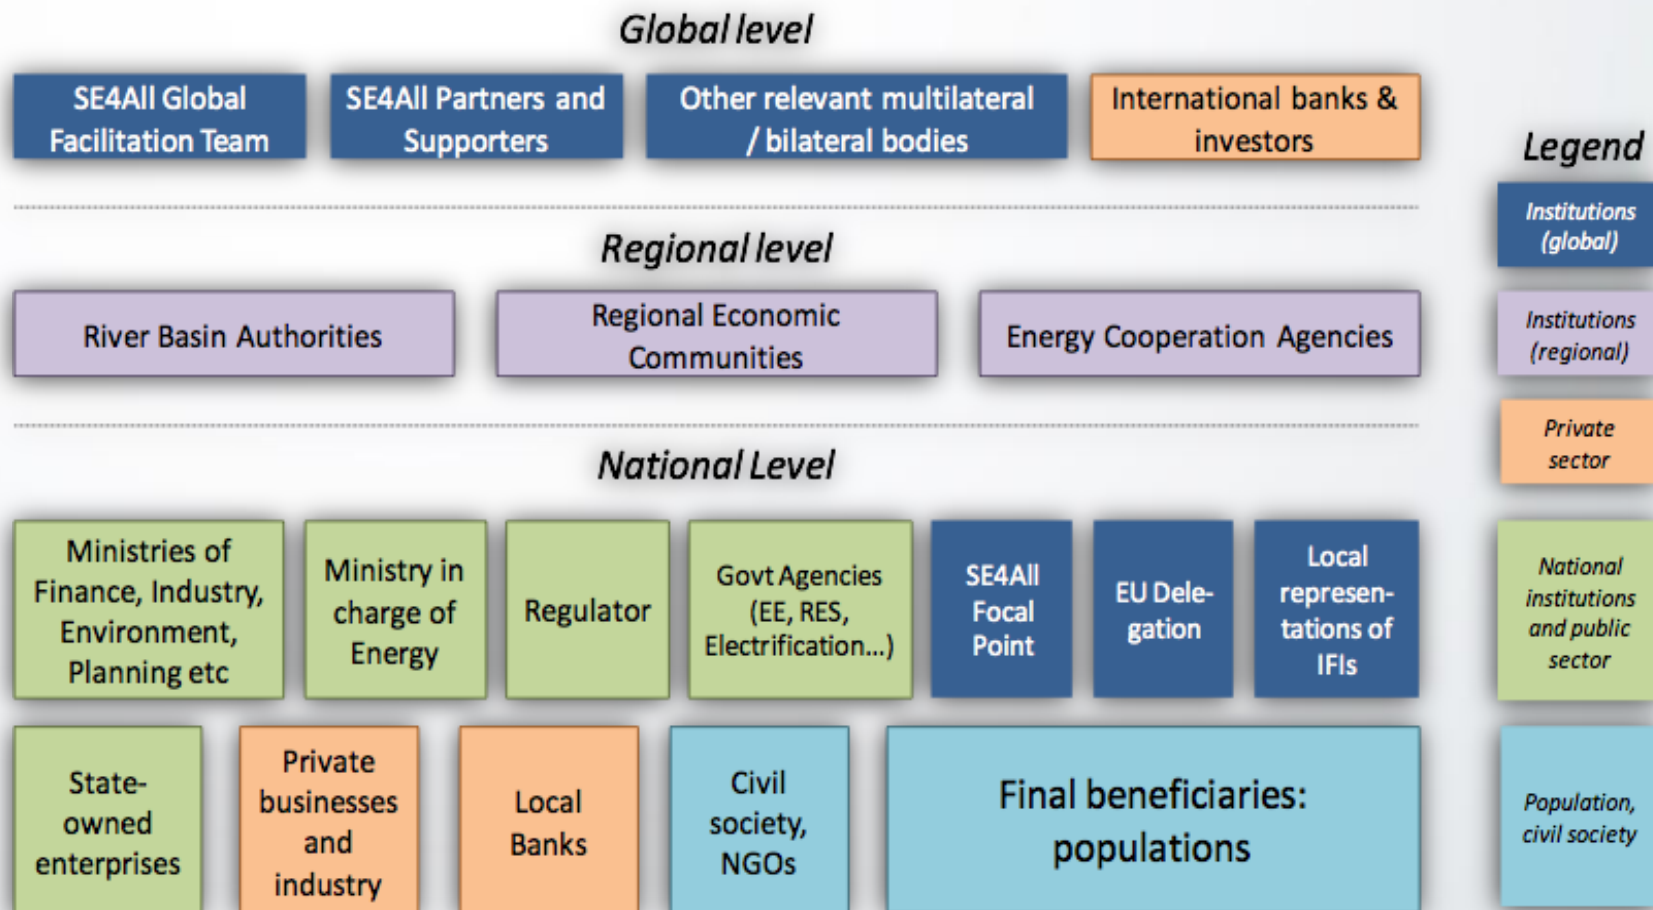 Global level
SE4All Global
Facilitation Team
SE4All Partners and
Supporters
Other relevant multilateral
/ bilateral bodies
International banks &
investors
Regional level
River Basin Authorities
Regional Economic
Communities
Energy Cooperation Agencies
National Level
Ministries of
Finance, Industry,
Environment,
Planning etc
Ministry in
charge of
Energy
Regulator
Govt Agencies
(EE, RES,
Electrification...)
SE4All
Focal
Point
EU Dele-
gation
Local
represen-
tations of
IFIs
State-
owned
enterprises
Private
businesses
and
industry
Local
Banks
Civil
society,
NGOs
Final beneficiaries:
populations
Legend
Institutions
(global)
Institutions
(regional)
Private
sector
National
institutions
and public
sector
Population,
civil society